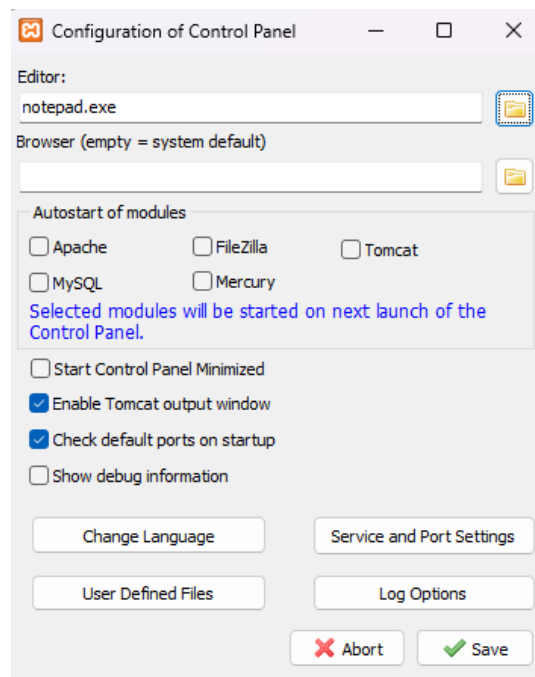 Configuration of Control Panel
Editor:
notepad.exe
Browser (empty = system default)
Autostart of modules
Apache FileZilla Tomcat
MySQL Mercury
Selected modules will be started on next launch of the
Control Panel.
Start Control Panel Minimized
Enable Tomcat output window
Check default ports on startup
Show debug information
Change Language Service and Port Settings
User Defined Files Log Options
Abort Save